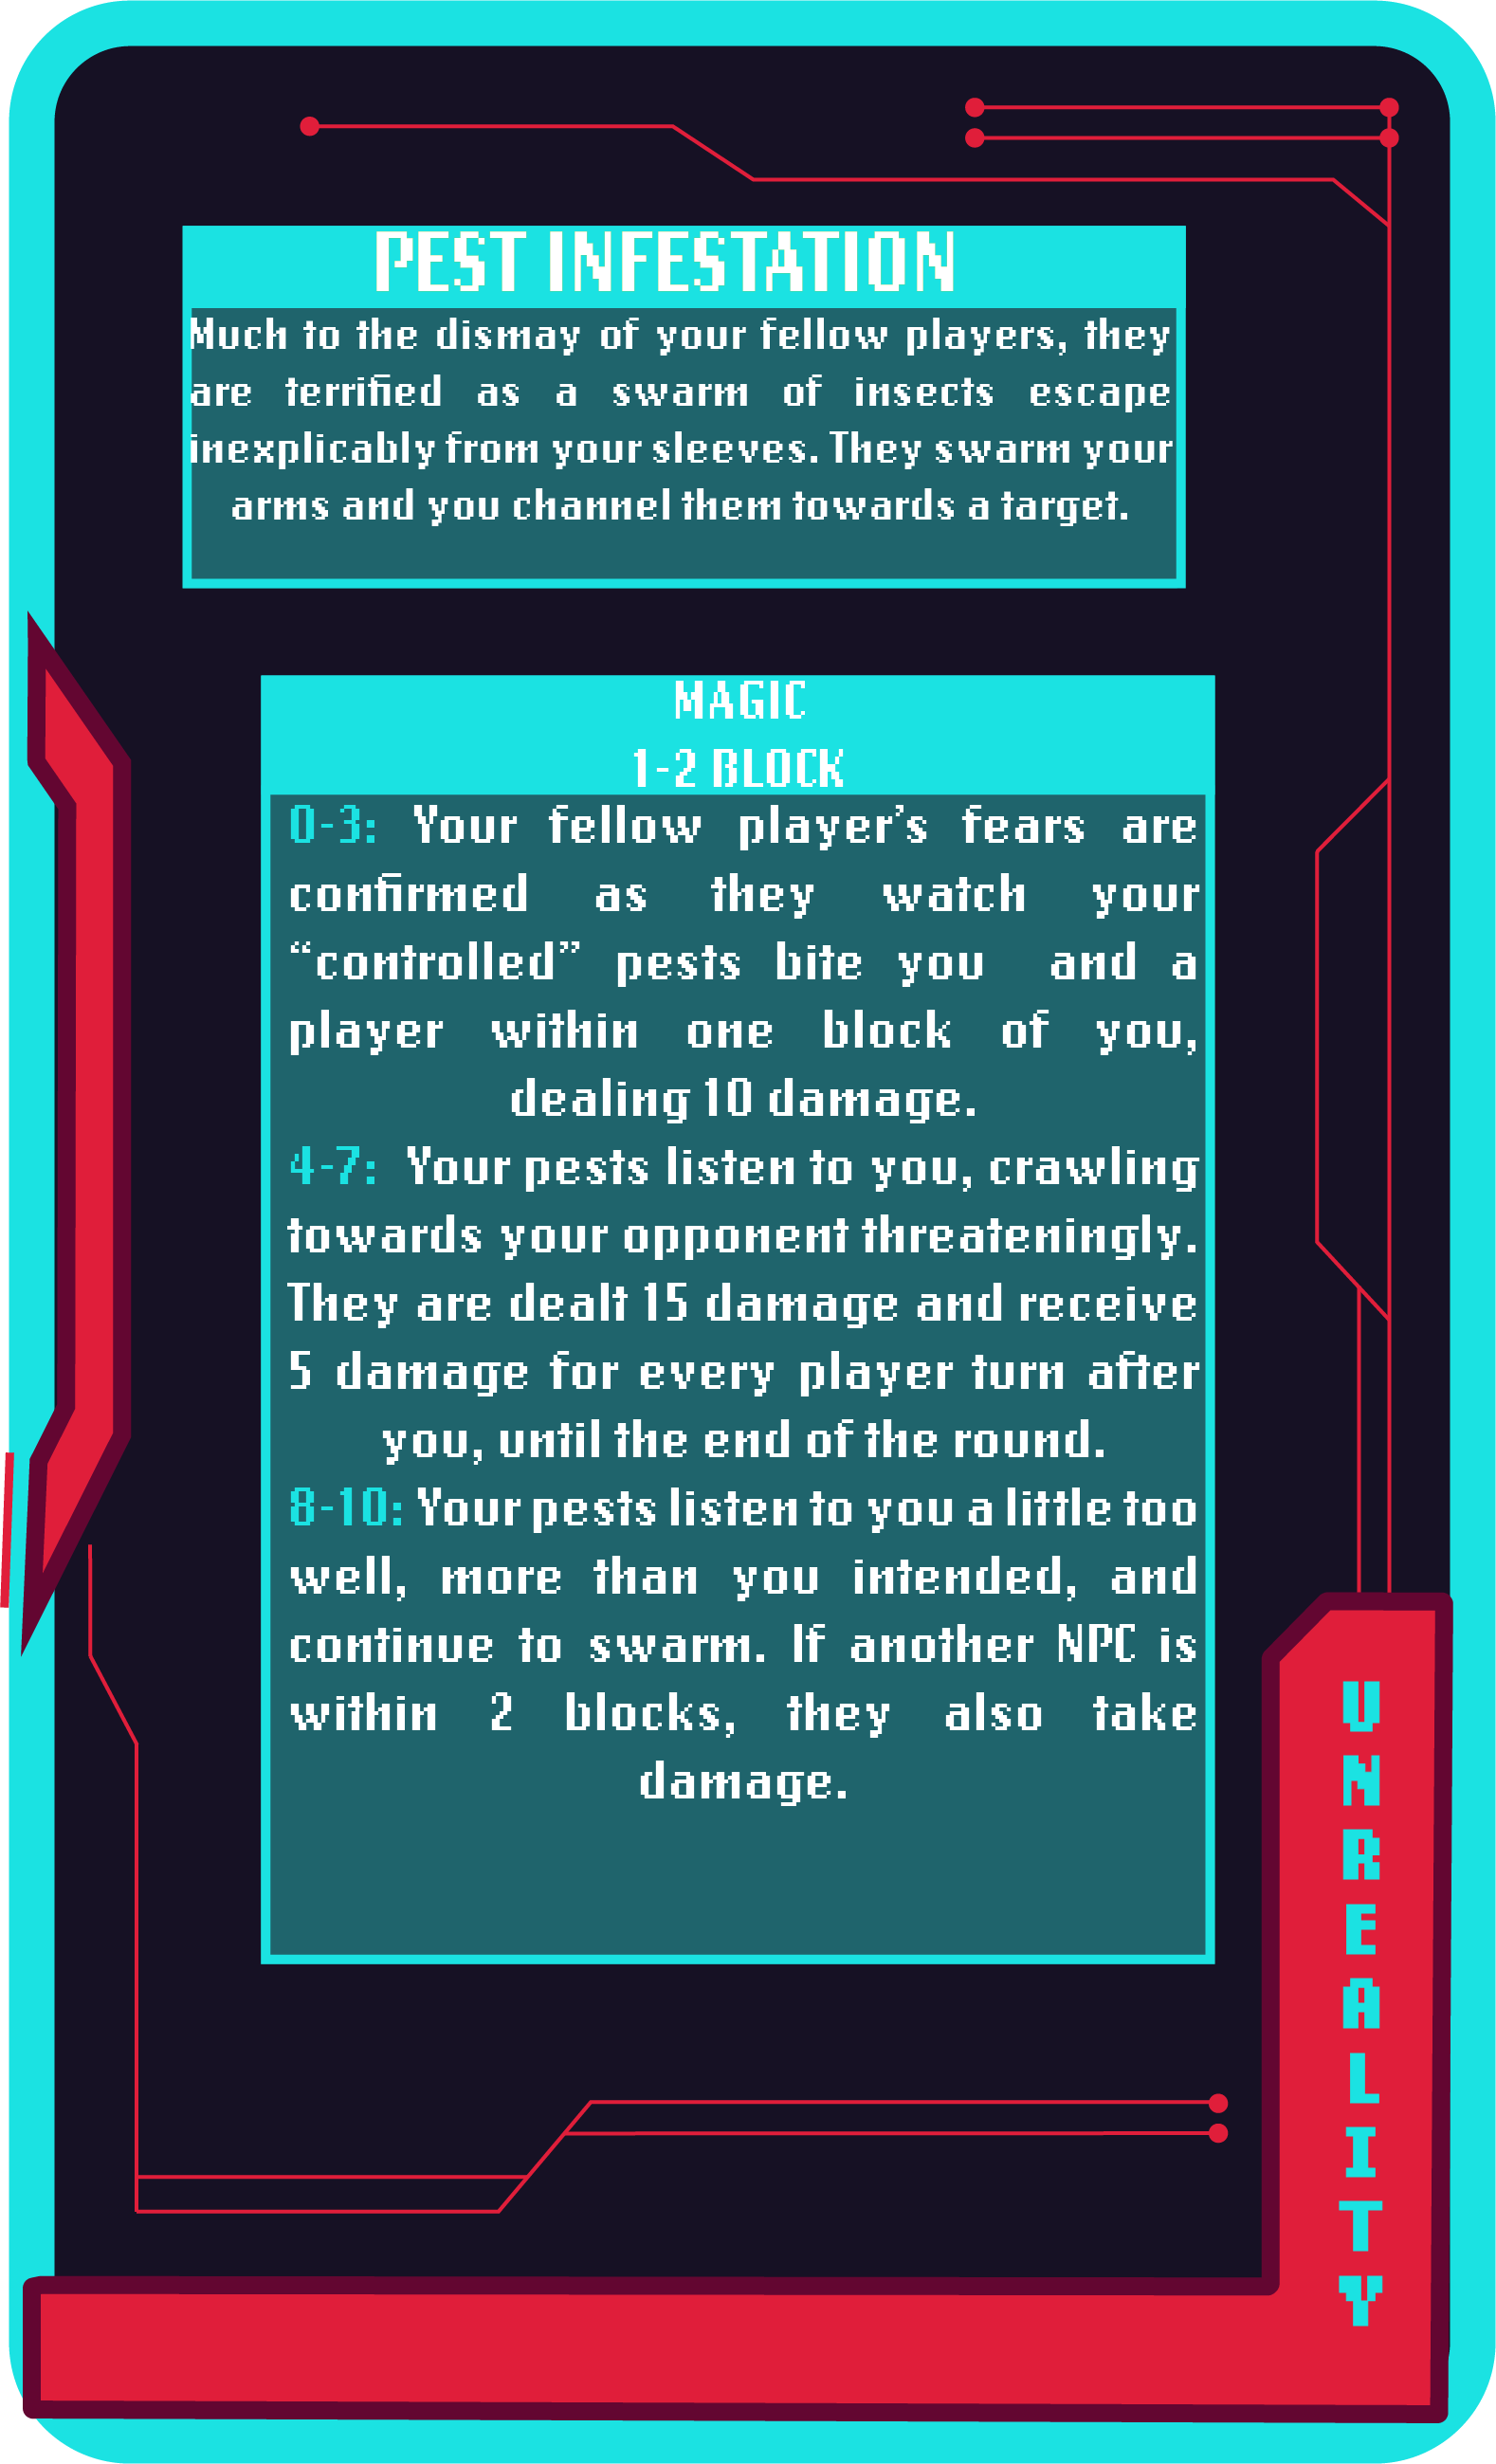 PEST INFESTATION
Much to the dismay of your fellow players, they
are terrified as a swarm of insects escape
inexplicably from your sleeves. They swarm your
arms and you channel them towards a target.
MAGIC
1-2 BLOCK
0-3: Your fellow player’s fears are
confirmed as they watch your
“controlled” pests bite you and a
player within one block of you,
dealing 10 damage.
4-7: Your pests listen to you, crawling
towards your opponent threateningly.
They are dealt 15 damage and receive
5 damage for every player turn after
you, until the end of the round.
8-10: Your pests listen to you a little too
well, more than you intended, and
continue to swarm. If another NPC is
within 2 blocks, they also take
damage.
UNREALITY